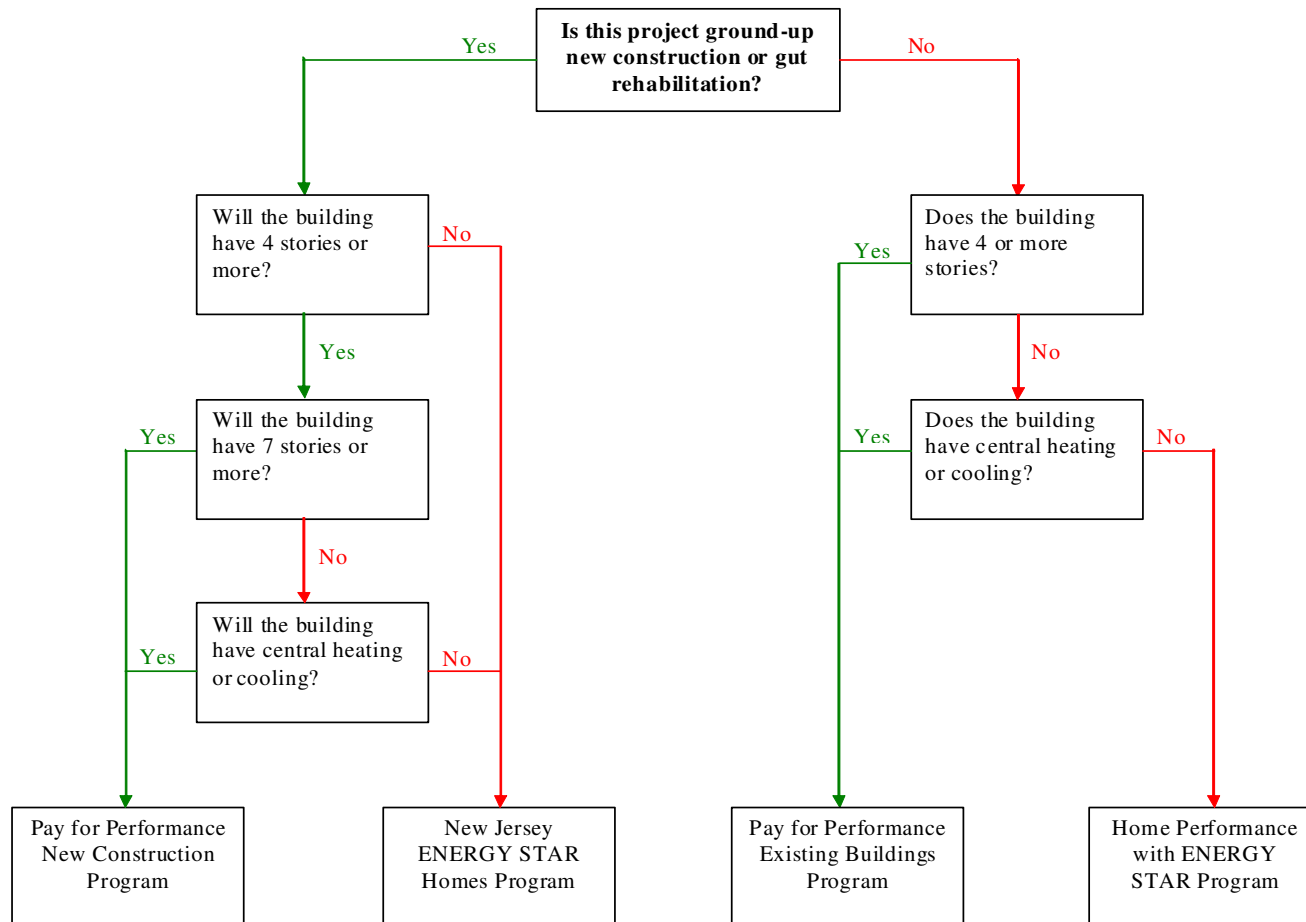 Is this project ground-up
new construction or gut
rehabilitation?
Yes
No
Will the building
have 4 stories or
more?
No
Does the building
have 4 or more
stories?
Yes
Yes
No
Will the building
have 7 stories or
more?
Yes
Does the building
have central heating
or cooling?
Yes
No
No
Will the building
have central heating
or cooling?
Yes
No
Pay for Performance
New Construction
Program
New Jersey
ENERGY STAR
Homes Program
Pay for Performance
Existing Buildings
Program
Home Performance
with ENERGY
STAR Program